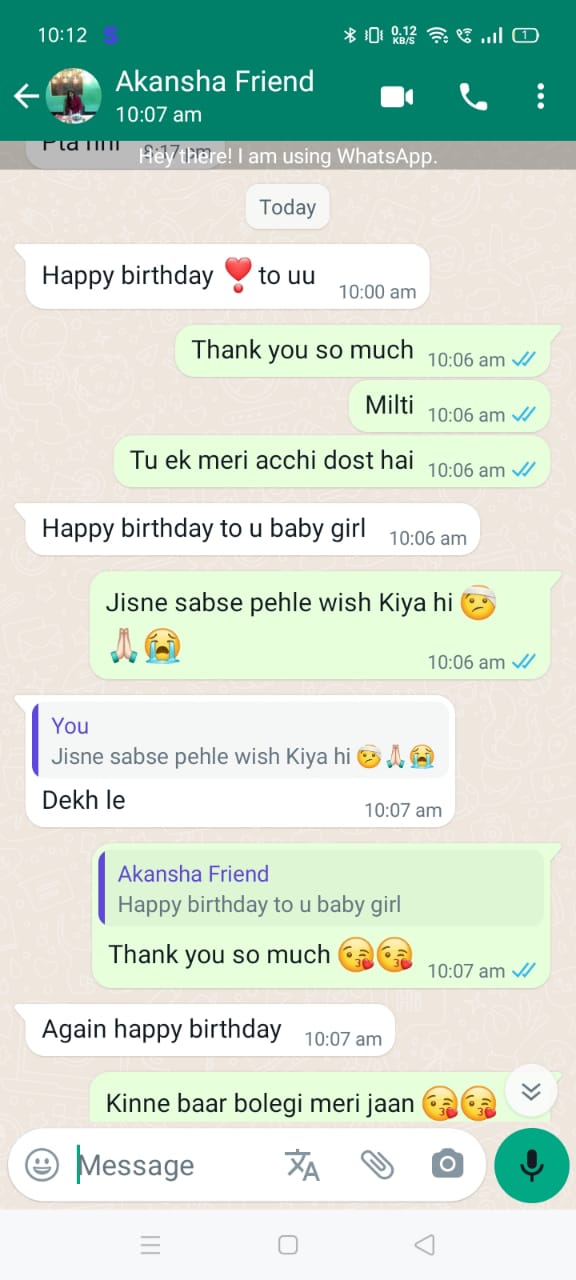 10:12 S 0.12 KB/S 1
Akansha Friend
10:07 am
Hey there! I am using WhatsApp.
Today
Happy birthday ❣️ to uu 10:00 am
Thank you so much 10:06 am
Milti 10:06 am
Tu ek meri acchi dost hai 10:06 am
Happy birthday to u baby girl 10:06 am
Jisne sabse pehle wish Kiya hi 🤕
🙏🏻😭 10:06 am
You
Jisne sabse pehle wish Kiya hi 🤕🙏🏻😭
Dekh le 10:07 am
Akansha Friend
Happy birthday to u baby girl
Thank you so much 😘😘 10:07 am
Again happy birthday 10:07 am
Kinne baar bolegi meri jaan 😘😘
Message